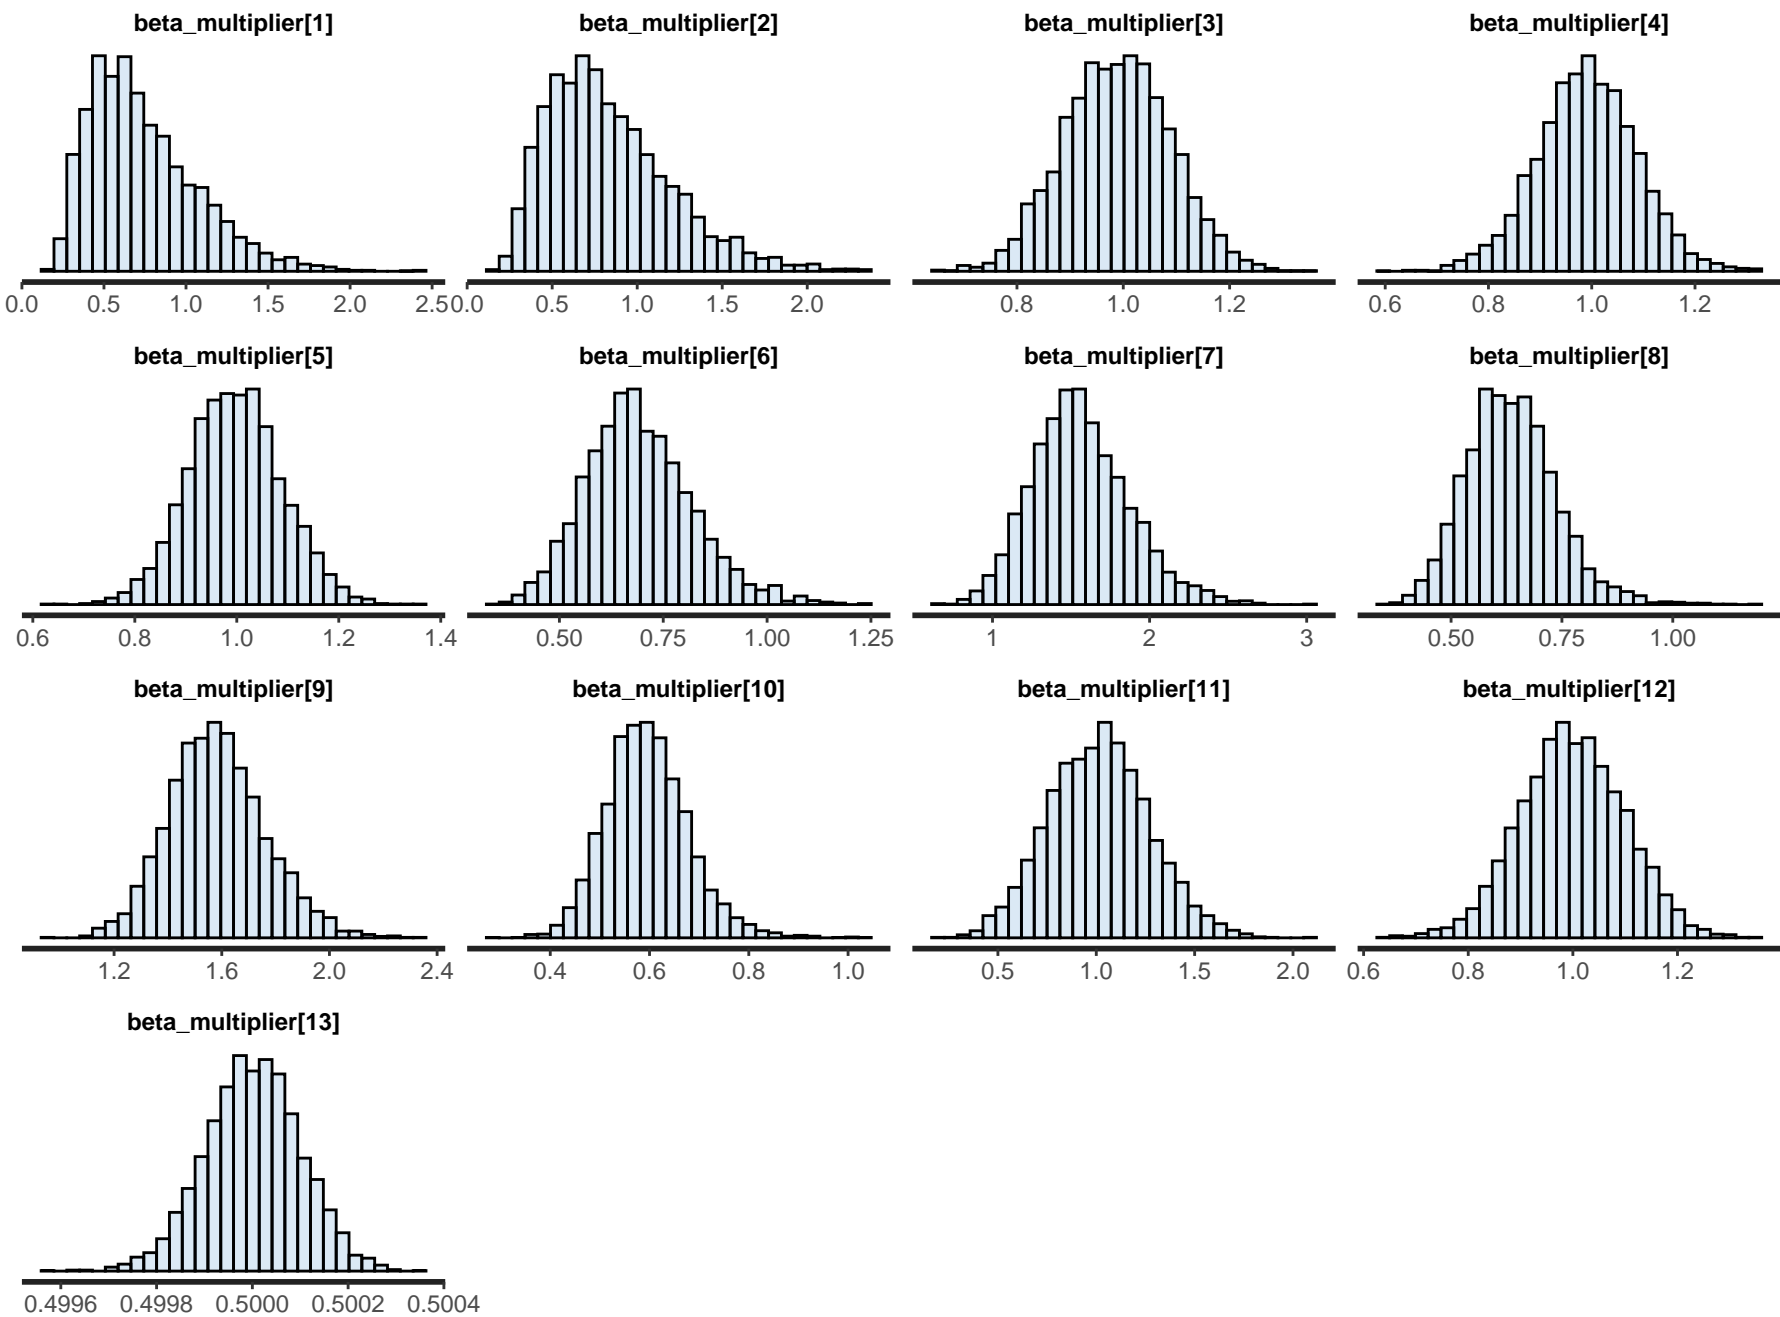 beta_multiplier[1] beta_multiplier[2] beta_multiplier[3] beta_multiplier[4]
0.0 0.5 1.0 1.5 2.0 2.5 0.0 0.5 1.0 1.5 2.0 0.8 1.0 1.2 0.6 0.8 1.0 1.2
beta_multiplier[5] beta_multiplier[6] beta_multiplier[7] beta_multiplier[8]
0.6 0.8 1.0 1.2 1.4 0.50 0.75 1.00 1.25 1 2 3 0.50 0.75 1.00
beta_multiplier[9] beta_multiplier[10] beta_multiplier[11] beta_multiplier[12]
1.2 1.6 2.0 2.4 0.4 0.6 0.8 1.0 0.5 1.0 1.5 2.0 0.6 0.8 1.0 1.2
beta_multiplier[13]
0.4996 0.4998 0.5000 0.5002 0.5004